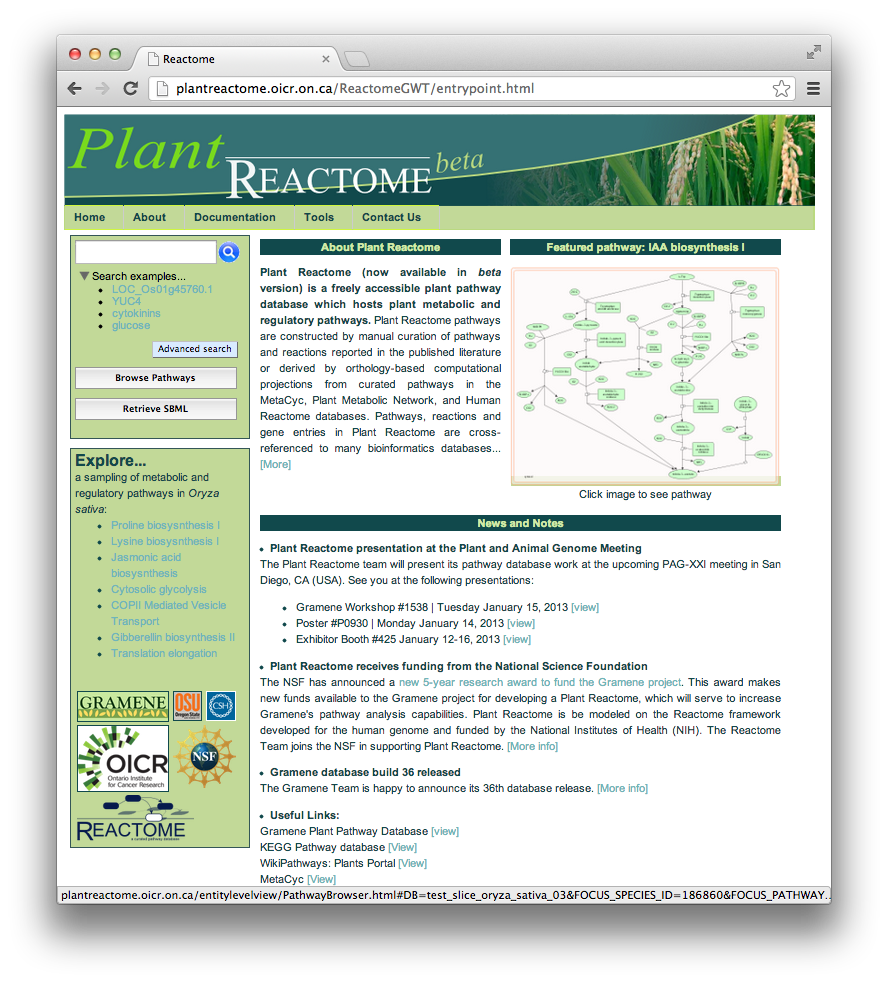 Reactome
plantreactome.oicr.on.ca/ReactomeGWT/entrypoint.html
Plant REACTOME beta
Home About Documentation Tools Contact Us
Search examples...
LOC_Os01g45760.1
YUC4
cytokinins
glucose
Advanced search
Browse Pathways
Retrieve SBML
Explore...
a sampling of metabolic and
regulatory pathways in Oryza
sativa:
Proline biosynsthesis I
Lysine biosynsthesis I
Jasmonic acid
biosynsthesis
Cytosolic glycolysis
COPII Mediated Vesicle
Transport
Gibberellin biosynthesis II
Translation elongation
GRAMENE
OSU
Oregon State
CSH
OICR
Ontario Institute
for Cancer Research
NSF
REACTOME
a curated pathway database
About Plant Reactome
Plant Reactome (now available in beta
version) is a freely accessible plant pathway
database which hosts plant metabolic and
regulatory pathways. Plant Reactome pathways
are constructed by manual curation of pathways
and reactions reported in the published literature
or derived by orthology-based computational
projections from curated pathways in the
MetaCyc, Plant Metabolic Network, and Human
Reactome databases. Pathways, reactions and
gene entries in Plant Reactome are cross-
referenced to many bioinformatics databases...
[More]
Featured pathway: IAA biosynthesis I
Click image to see pathway
News and Notes
Plant Reactome presentation at the Plant and Animal Genome Meeting
The Plant Reactome team will present its pathway database work at the upcoming PAG-XXI meeting in San
Diego, CA (USA). See you at the following presentations:
Gramene Workshop #1538 | Tuesday January 15, 2013 [view]
Poster #P0930 | Monday January 14, 2013 [view]
Exhibitor Booth #425 January 12-16, 2013 [view]
Plant Reactome receives funding from the National Science Foundation
The NSF has announced a new 5-year research award to fund the Gramene project. This award makes
new funds available to the Gramene project for developing a Plant Reactome, which will serve to increase
Gramene's pathway analysis capabilities. Plant Reactome is be modeled on the Reactome framework
developed for the human genome and funded by the National Institutes of Health (NIH). The Reactome
Team joins the NSF in supporting Plant Reactome. [More info]
Gramene database build 36 released
The Gramene Team is happy to announce its 36th database release. [More info]
Useful Links:
Gramene Plant Pathway Database [view]
KEGG Pathway database [View]
WikiPathways: Plants Portal [View]
MetaCyc [View]
plantreactome.oicr.on.ca/entitylevelview/PathwayBrowser.html#DB=test_slice_oryza_sativa_03&FOCUS_SPECIES_ID=186860&FOCUS_PATHWAY...